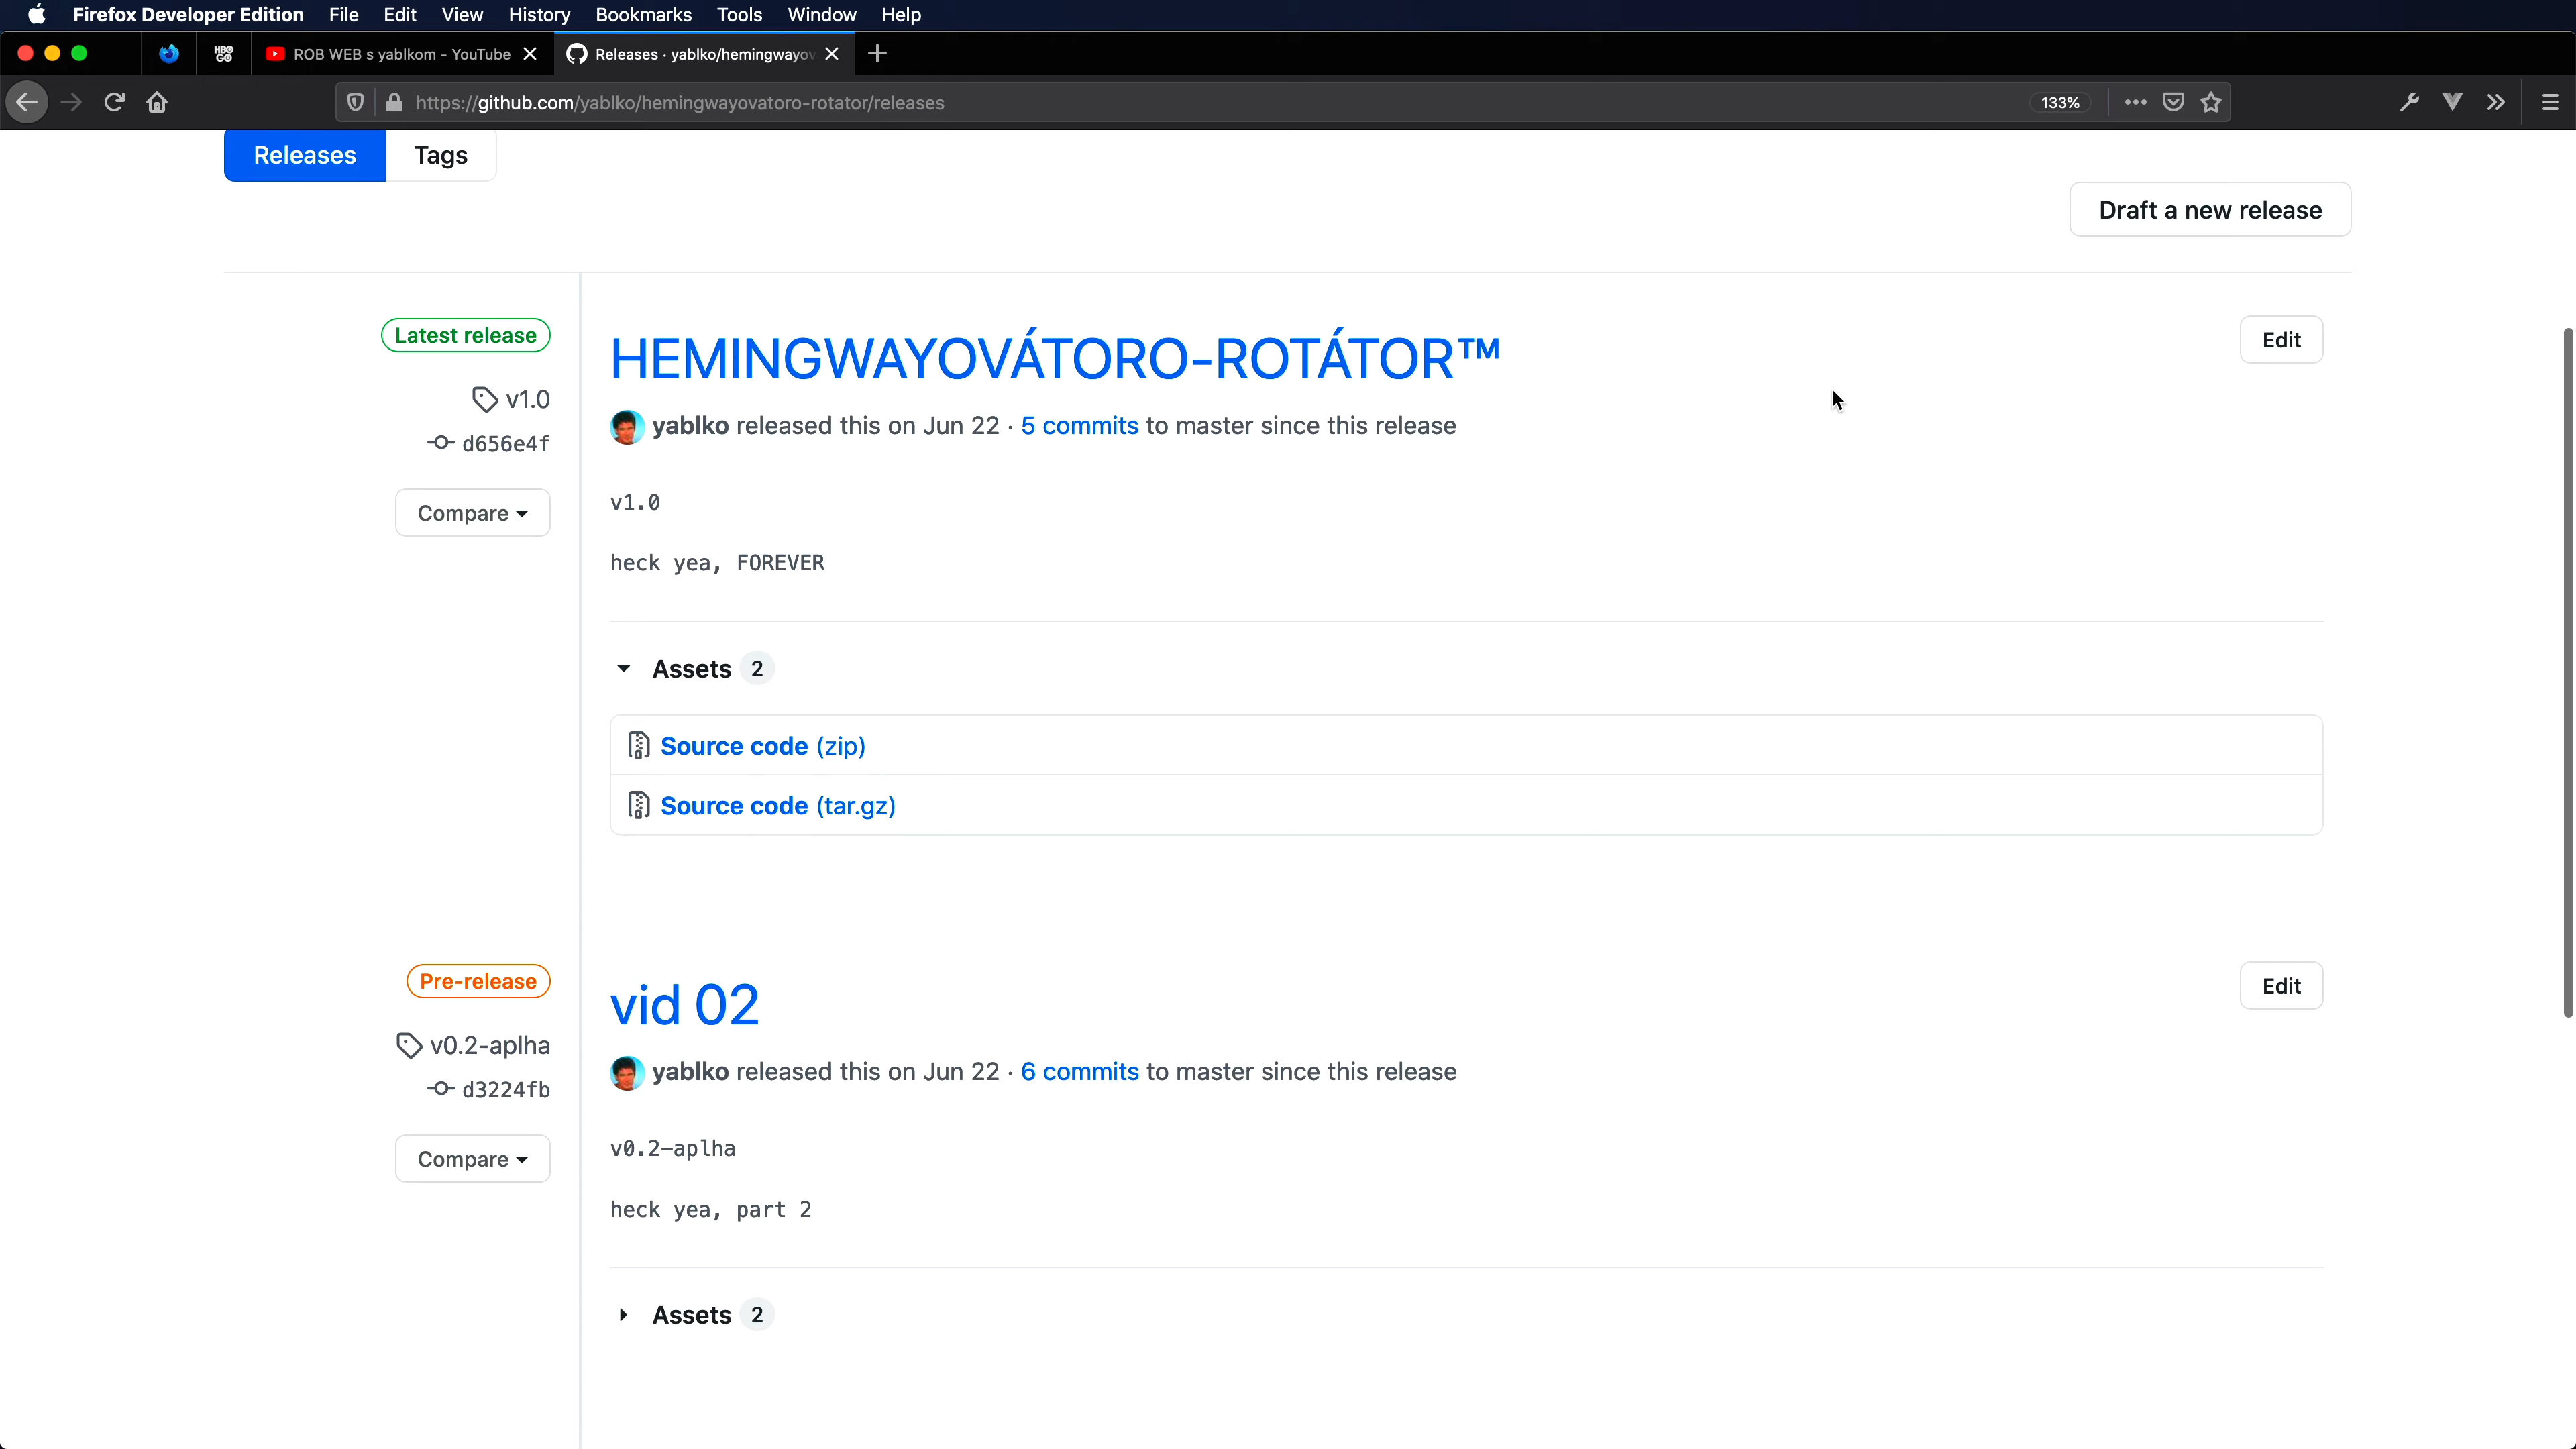 Firefox Developer Edition File Edit View History Bookmarks Tools Window Help
HBO GO ROB WEB s yablkom - YouTube Releases · yablko/hemingwayov
https://github.com/yablko/hemingwayovatoro-rotator/releases 133%
Releases Tags
Draft a new release
Latest release
HEMINGWAYOVÁTORO-ROTÁTOR™
Edit
v1.0
yablko released this on Jun 22 · 5 commits to master since this release
d656e4f
v1.0
Compare
heck yea, FOREVER
Assets 2
Source code (zip)
Source code (tar.gz)
Pre-release
vid 02
Edit
v0.2-aplha
yablko released this on Jun 22 · 6 commits to master since this release
d3224fb
v0.2-aplha
Compare
heck yea, part 2
Assets 2